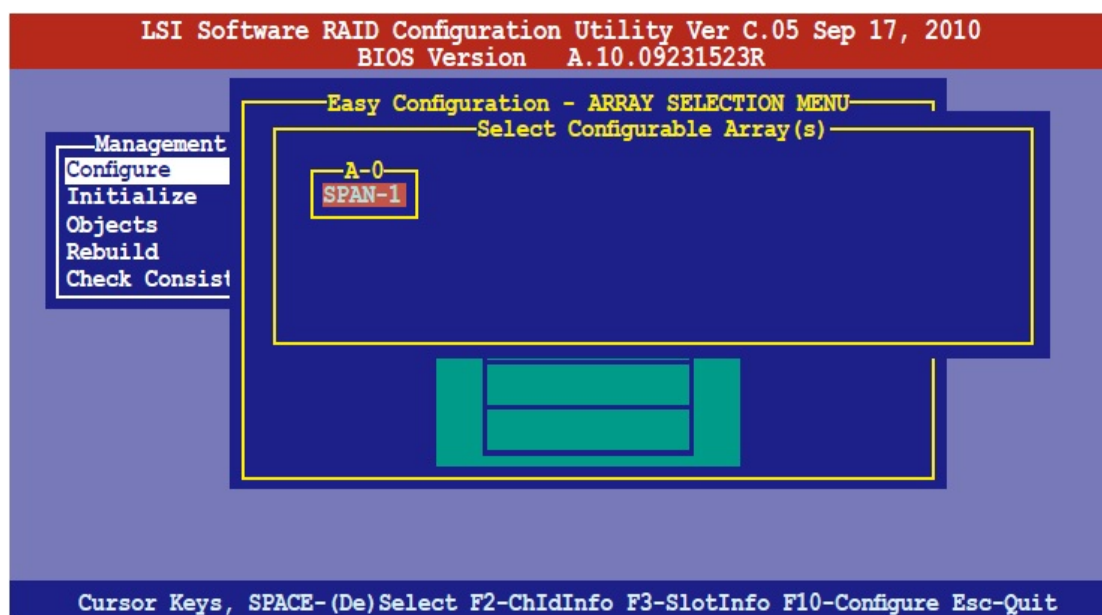 LSI Software RAID Configuration Utility Ver C.05 Sep 17, 2010
BIOS Version A.10.09231523R
Easy Configuration - ARRAY SELECTION MENU
Select Configurable Array(s)
Management
Configure
Initialize
Objects
Rebuild
Check Consist
A-0
SPAN-1
Cursor Keys, SPACE-(De)Select F2-ChIdInfo F3-SlotInfo F10-Configure Esc-Quit